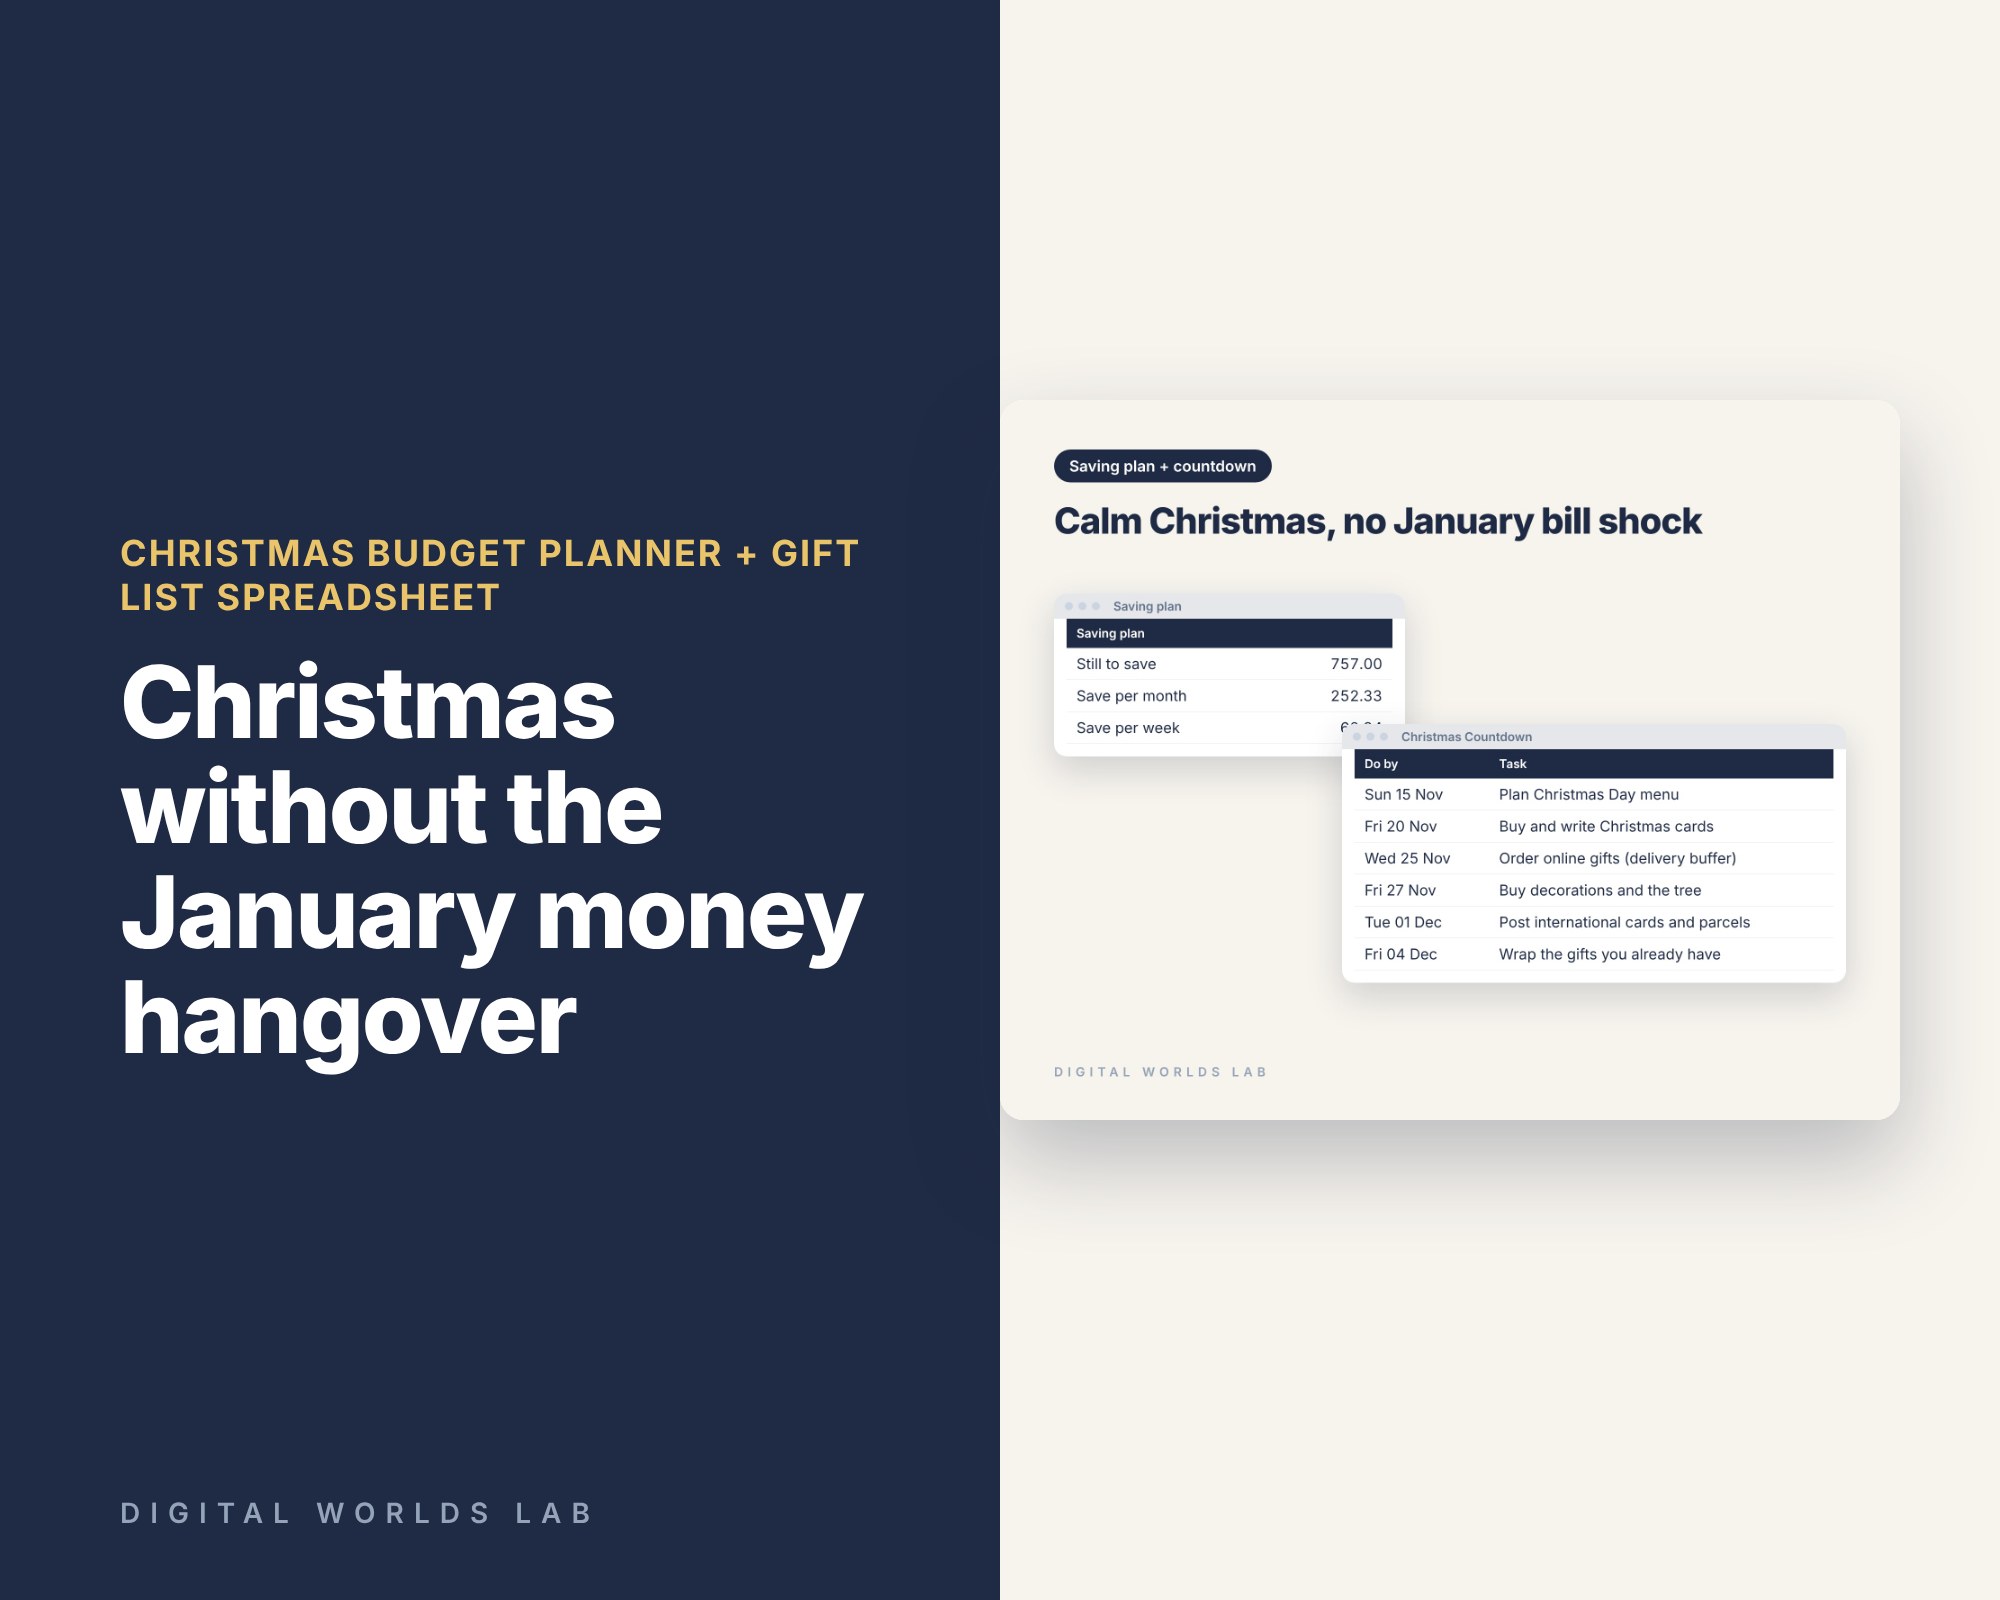 CHRISTMAS BUDGET PLANNER + GIFT
LIST SPREADSHEET
Christmas
without the
January money
hangover
DIGITAL WORLDS LAB
Saving plan + countdown
Calm Christmas, no January bill shock
Saving plan
Saving plan
Still to save 757.00
Save per month 252.33
Save per week
Christmas Countdown
Do by Task
Sun 15 Nov Plan Christmas Day menu
Fri 20 Nov Buy and write Christmas cards
Wed 25 Nov Order online gifts (delivery buffer)
Fri 27 Nov Buy decorations and the tree
Tue 01 Dec Post international cards and parcels
Fri 04 Dec Wrap the gifts you already have
DIGITAL WORLDS LAB